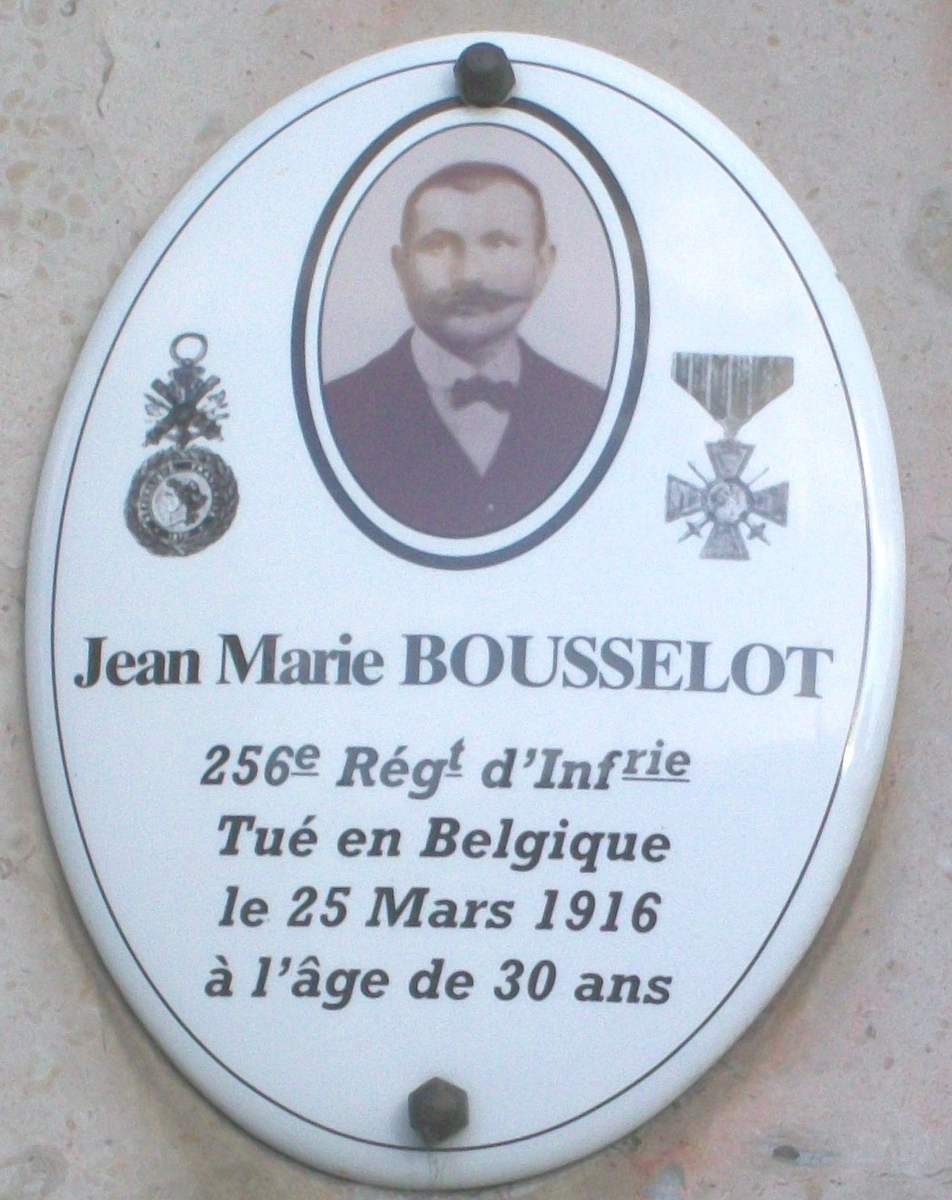 Jean Marie BOUSSELOT
256e Régt d'Infrie
Tué en Belgique
le 25 Mars 1916
à l'âge de 30 ans